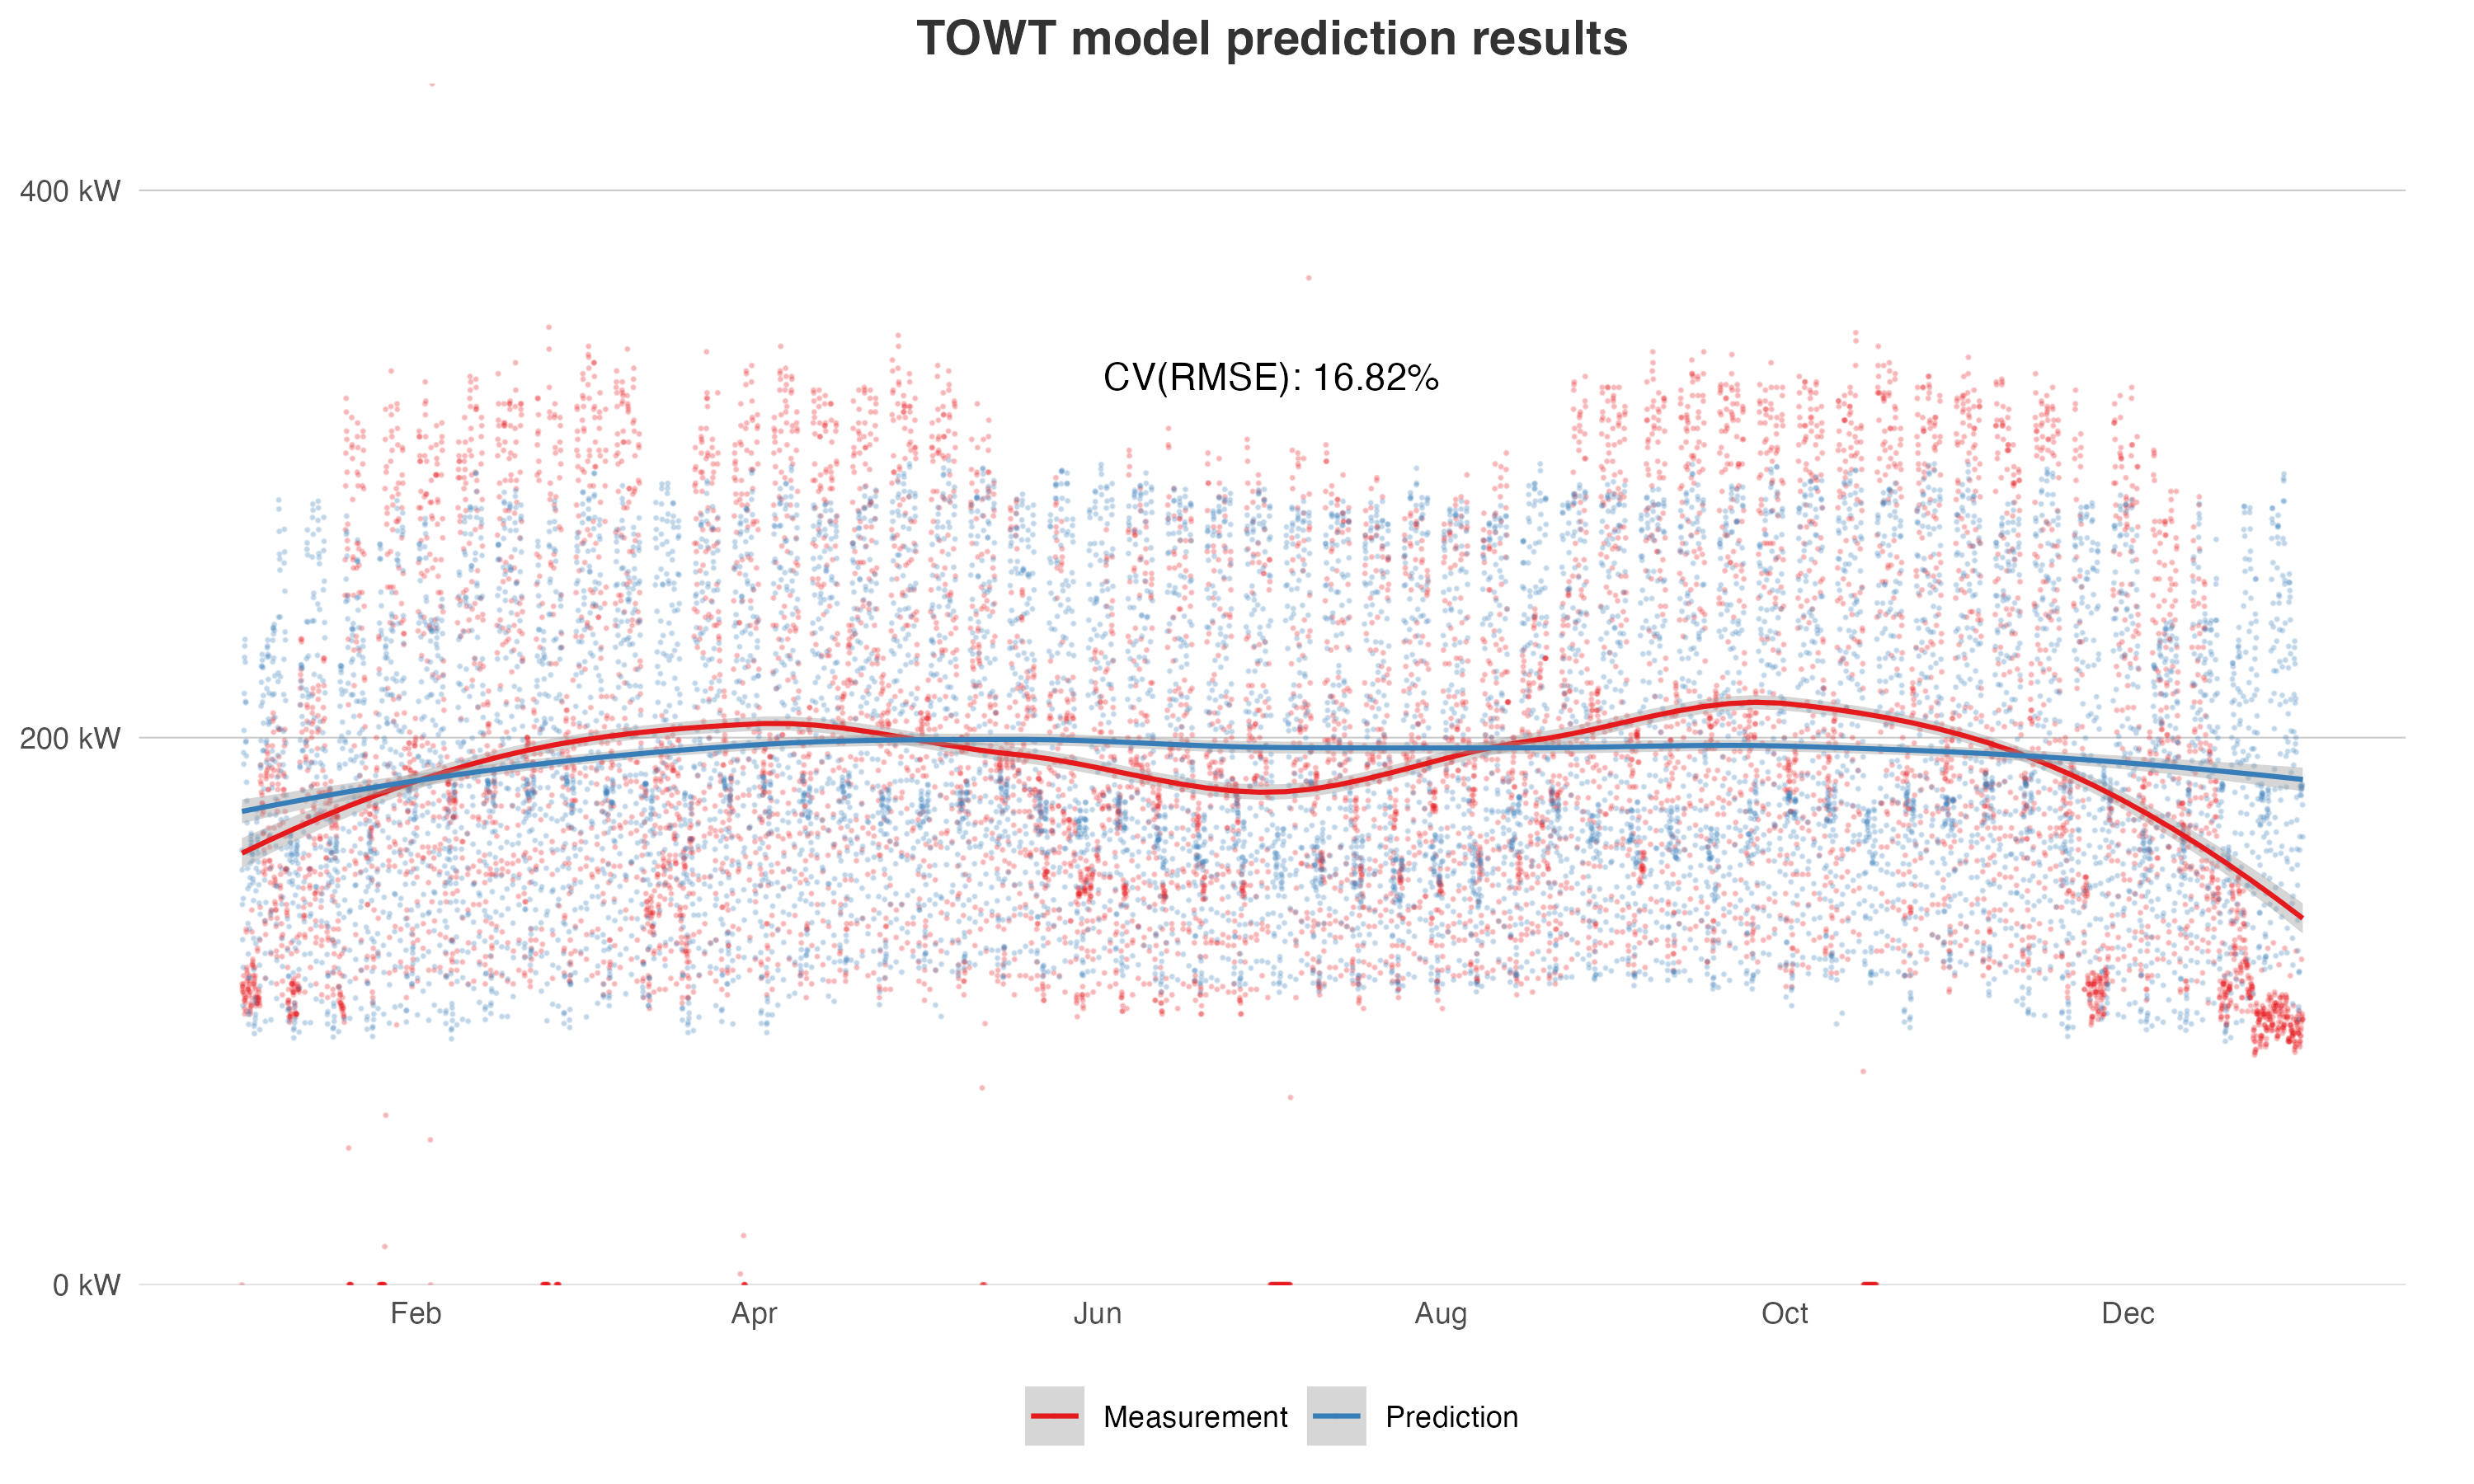 TOWT model prediction results
400 kW
CV(RMSE): 16.82%
200 kW
0 kW
Feb Apr Jun Aug Oct Dec
Measurement Prediction